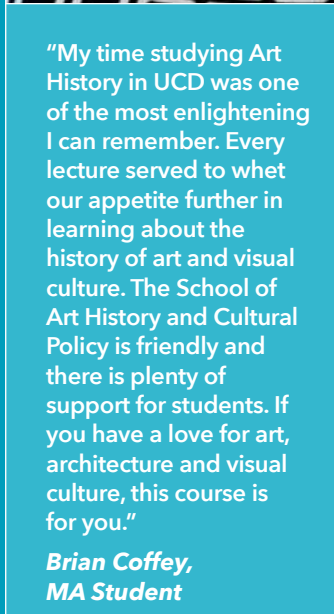 “My time studying Art
History in UCD was one
of the most enlightening
I can remember. Every
lecture served to whet
our appetite further in
learning about the
history of art and visual
culture. The School of
Art History and Cultural
Policy is friendly and
there is plenty of
support for students. If
you have a love for art,
architecture and visual
culture, this course is
for you.”
Brian Coffey,
MA Student